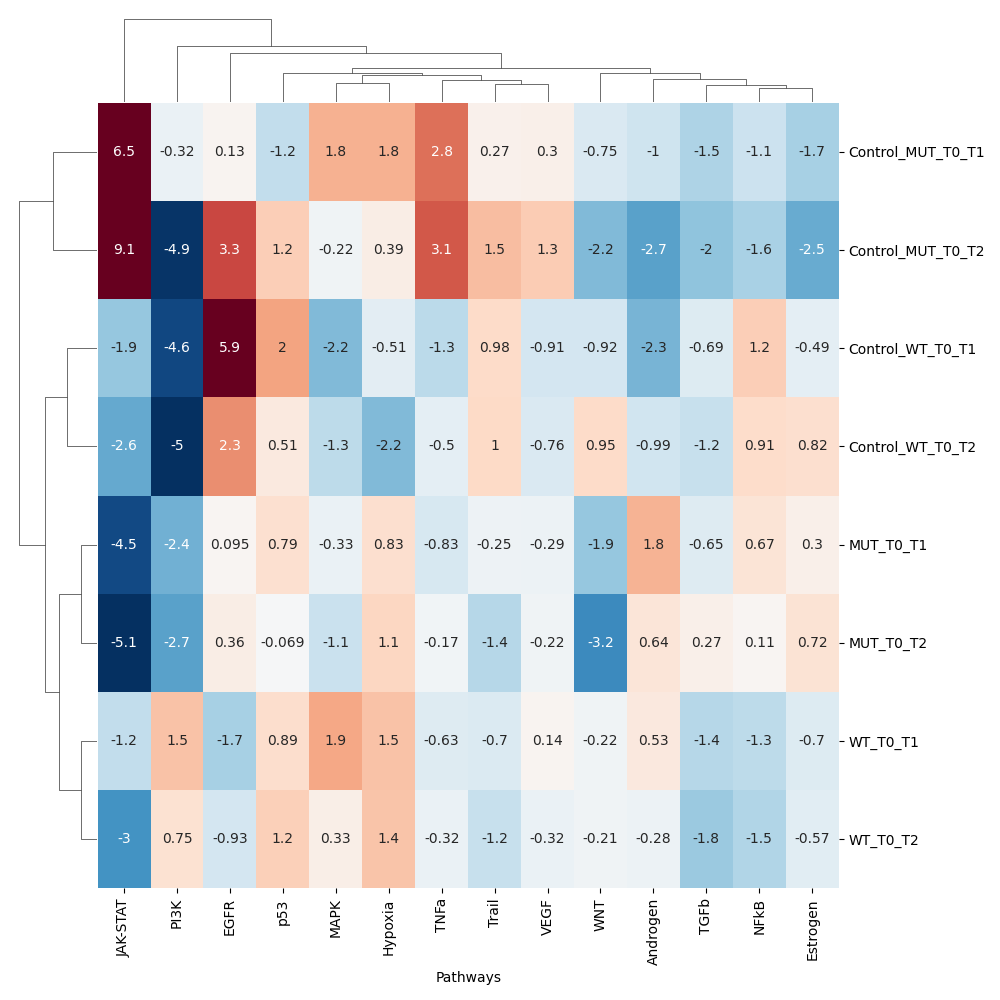 6.5 -0.32 0.13 -1.2 1.8 1.8 2.8 0.27 0.3 -0.75 -1 -1.5 -1.1 -1.7 Control_MUT_T0_T1
9.1 -4.9 3.3 1.2 -0.22 0.39 3.1 1.5 1.3 -2.2 -2.7 -2 -1.6 -2.5 Control_MUT_T0_T2
-1.9 -4.6 5.9 2 -2.2 -0.51 -1.3 0.98 -0.91 -0.92 -2.3 -0.69 1.2 -0.49 Control_WT_T0_T1
-2.6 -5 2.3 0.51 -1.3 -2.2 -0.5 1 -0.76 0.95 -0.99 -1.2 0.91 0.82 Control_WT_T0_T2
-4.5 -2.4 0.095 0.79 -0.33 0.83 -0.83 -0.25 -0.29 -1.9 1.8 -0.65 0.67 0.3 MUT_T0_T1
-5.1 -2.7 0.36 -0.069 -1.1 1.1 -0.17 -1.4 -0.22 -3.2 0.64 0.27 0.11 0.72 MUT_T0_T2
-1.2 1.5 -1.7 0.89 1.9 1.5 -0.63 -0.7 0.14 -0.22 0.53 -1.4 -1.3 -0.7 WT_T0_T1
-3 0.75 -0.93 1.2 0.33 1.4 -0.32 -1.2 -0.32 -0.21 -0.28 -1.8 -1.5 -0.57 WT_T0_T2
JAK-STAT PI3K EGFR p53 MAPK Hypoxia TNFa Trail VEGF WNT Androgen TGFb NFkB Estrogen
Pathways